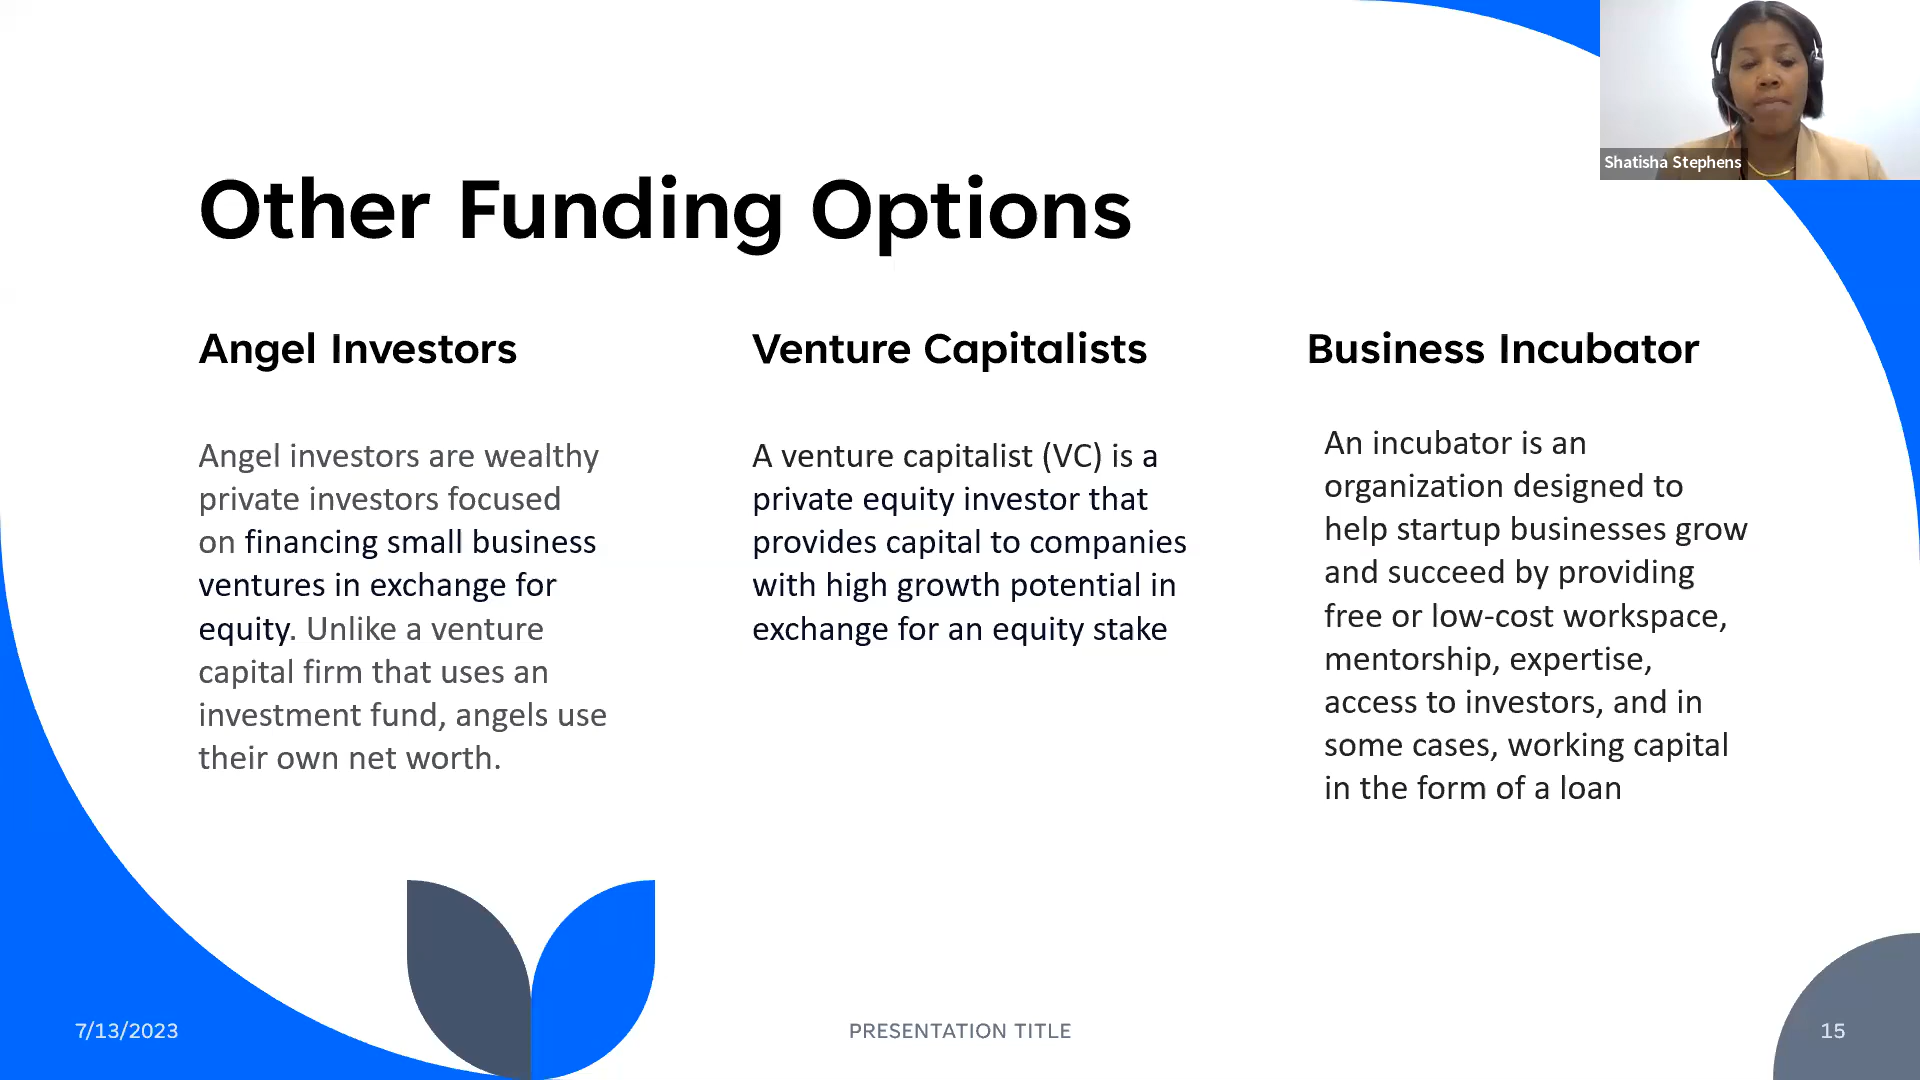 Shatisha Stephens
Other Funding Options
Angel Investors
Angel investors are wealthy
private investors focused
on financing small business
ventures in exchange for
equity. Unlike a venture
capital firm that uses an
investment fund, angels use
their own net worth.
Venture Capitalists
A venture capitalist (VC) is a
private equity investor that
provides capital to companies
with high growth potential in
exchange for an equity stake
Business Incubator
An incubator is an
organization designed to
help startup businesses grow
and succeed by providing
free or low-cost workspace,
mentorship, expertise,
access to investors, and in
some cases, working capital
in the form of a loan
7/13/2023
PRESENTATION TITLE
15